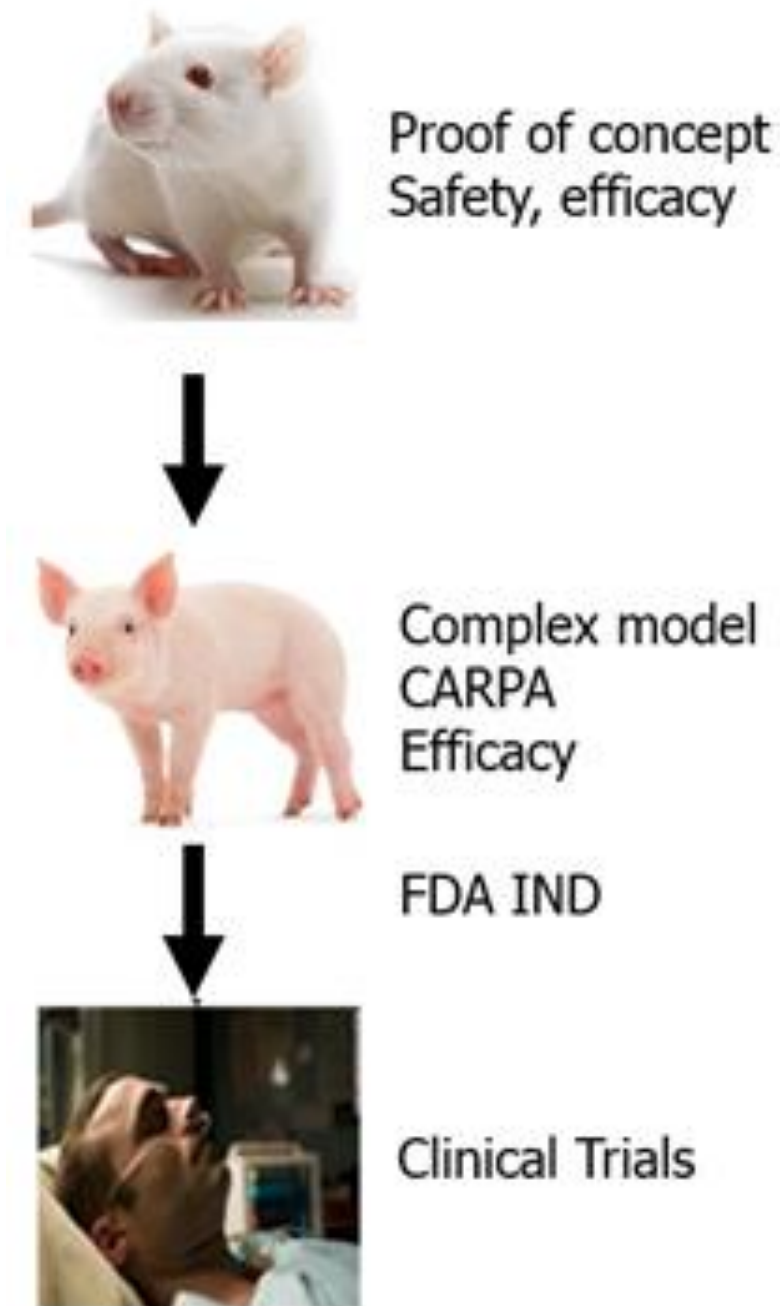 Proof of concept
Safety, efficacy
Complex model
CARPA
Efficacy
FDA IND
Clinical Trials